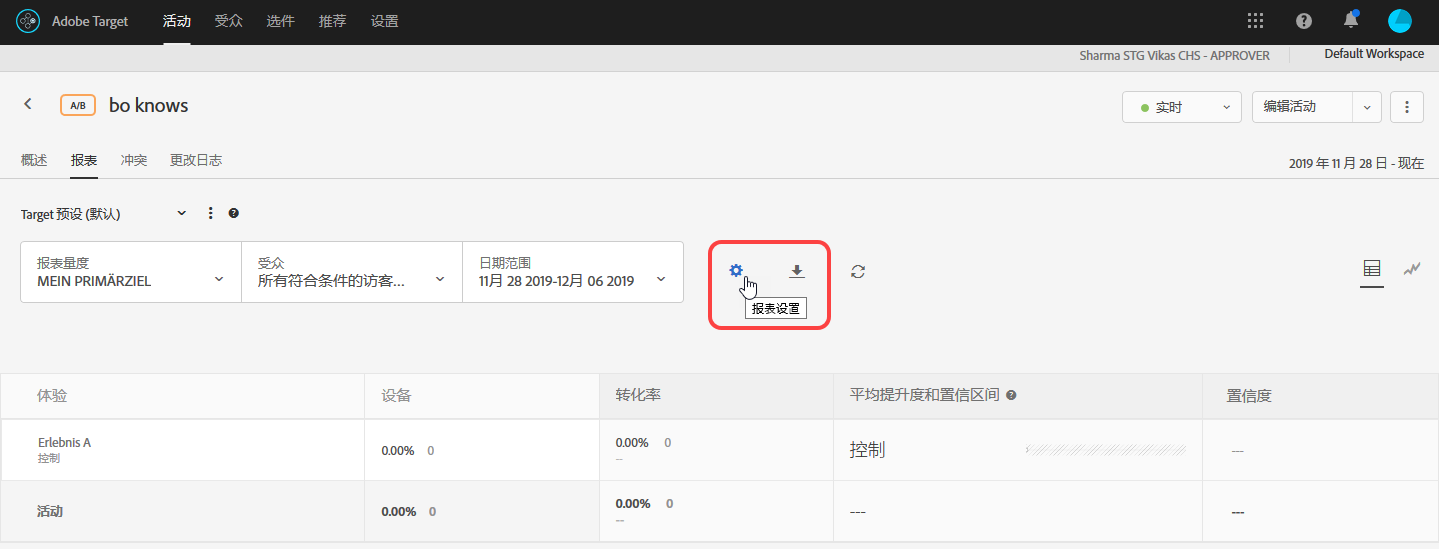 Adobe Target 活动 受众 选件 推荐 设置
Sharma STG Vikas CHS - APPROVER Default Workspace
A/B bo knows 实时 编辑活动
概述 报表 冲突 更改日志 2019 年 11 月 28 日 - 现在
Target 预设 (默认)
报表量度 受众 日期范围
MEIN PRIMÄRZIEL 所有符合条件的访客... 11月 28 2019-12月 06 2019
报表设置
体验 设备 转化率 平均提升度和置信区间 置信度
Erlebnis A 0.00% 0 0.00% 0 控制 ---
控制 --
活动 0.00% 0 0.00% 0 --- ---
--